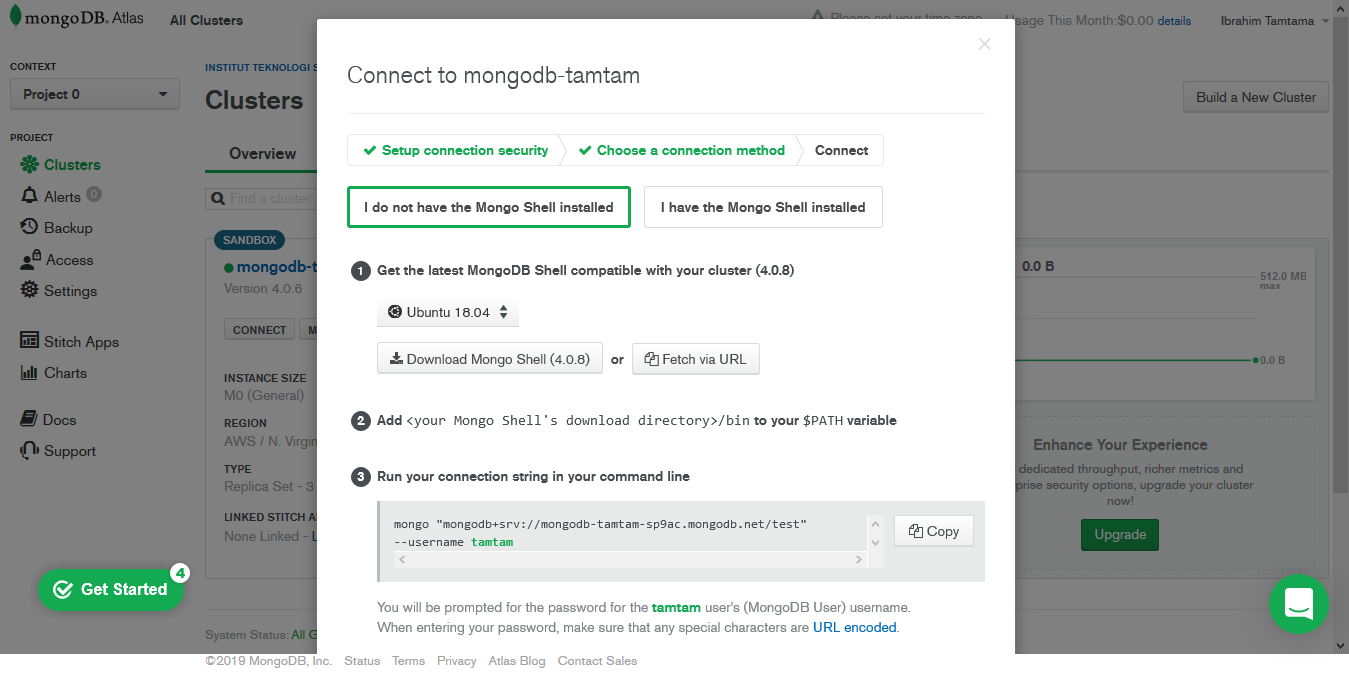 mongoDB. Atlas
All Clusters
Please set your time zone
Usage This Month:$0.00 details
Ibrahim Tamtama
CONTEXT
Project 0
PROJECT
Clusters
Alerts 0
Backup
Access
Settings
Stitch Apps
Charts
Docs
Support
Get Started 4
INSTITUT TEKNOLOGI S
Clusters
Build a New Cluster
Overview
Find a cluster
SANDBOX
mongodb-t
Version 4.0.6
CONNECT M
INSTANCE SIZE
M0 (General)
REGION
AWS / N. Virgin
TYPE
Replica Set - 3
LINKED STITCH A
None Linked - L
System Status: All G
Connect to mongodb-tamtam
Setup connection security
Choose a connection method
Connect
I do not have the Mongo Shell installed
I have the Mongo Shell installed
1 Get the latest MongoDB Shell compatible with your cluster (4.0.8)
Ubuntu 18.04
Download Mongo Shell (4.0.8) or Fetch via URL
2 Add <your Mongo Shell's download directory>/bin to your $PATH variable
3 Run your connection string in your command line
mongo "mongodb+srv://mongodb-tamtam-sp9ac.mongodb.net/test"
--username tamtam
Copy
You will be prompted for the password for the tamtam user's (MongoDB User) username.
When entering your password, make sure that any special characters are URL encoded.
0.0 B
512.0 MB
max
0.0 B
Enhance Your Experience
dedicated throughput, richer metrics and
prise security options, upgrade your cluster
now!
Upgrade
©2019 MongoDB, Inc. Status Terms Privacy Atlas Blog Contact Sales